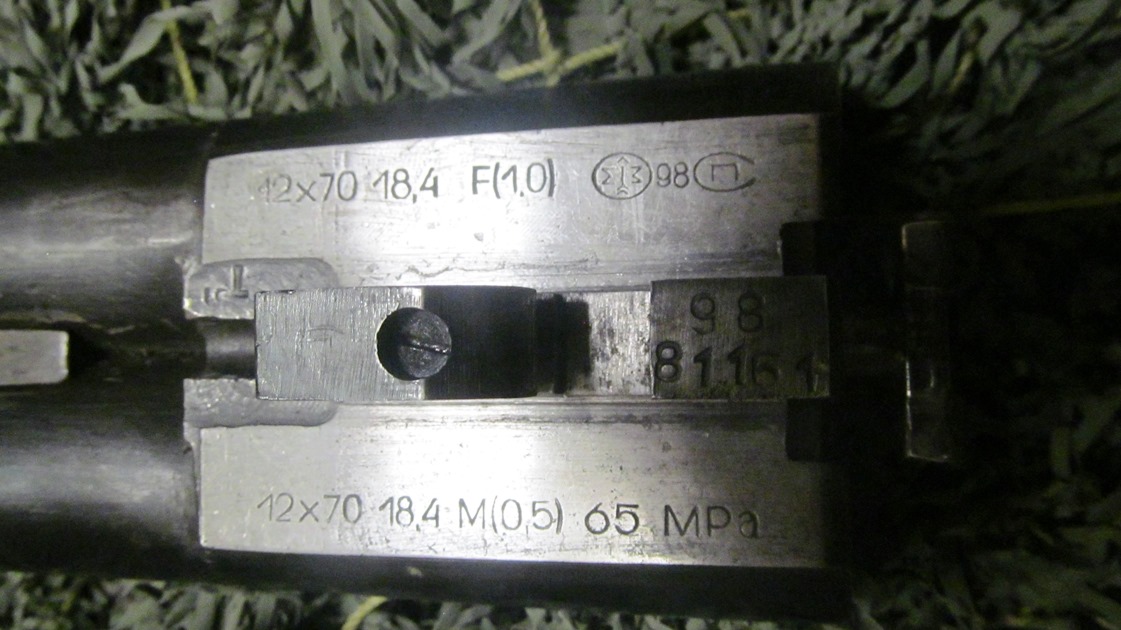 12x70 18,4 F(1,0) 98 П
98
81161
12x70 18,4 M(0,5) 65 MPa